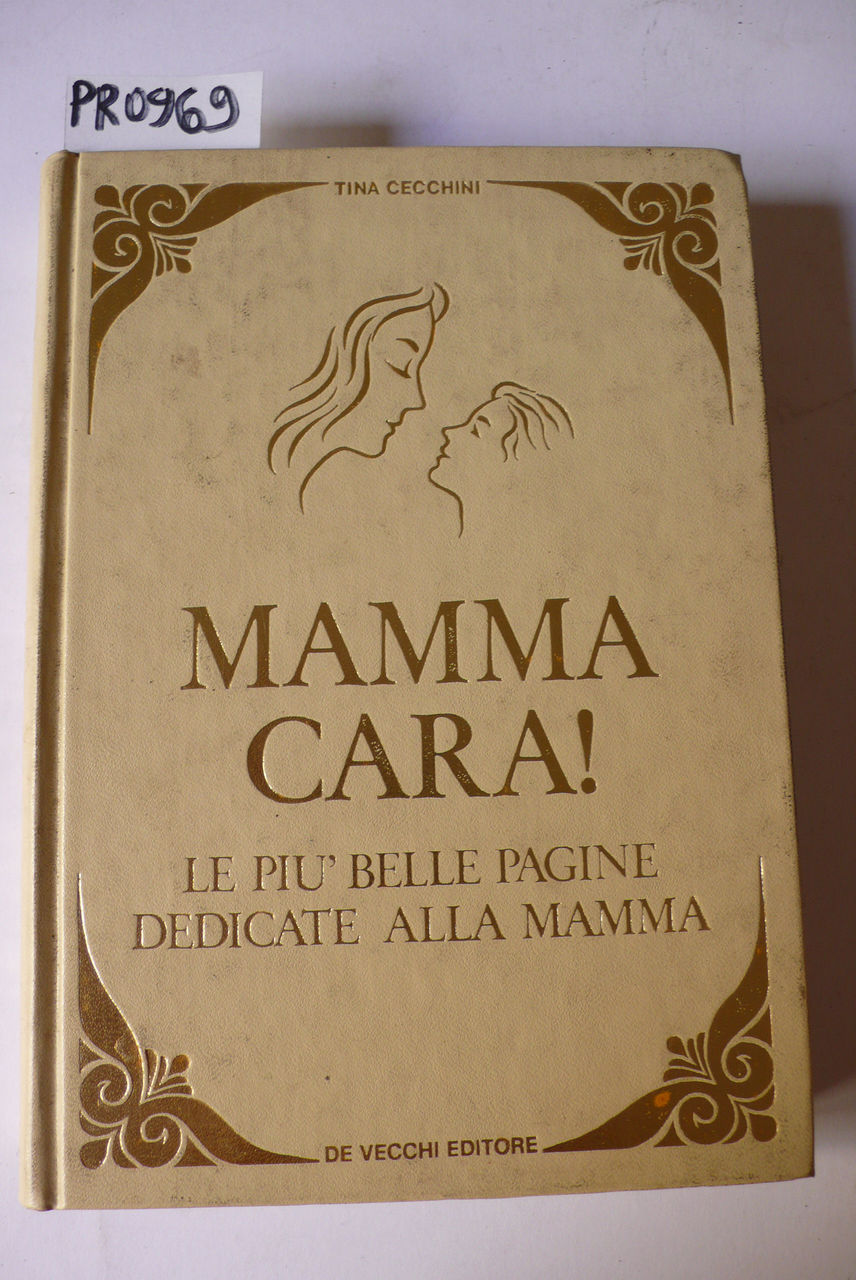 PR0969
TINA CECCHINI
MAMMA
CARA!
LE PIU' BELLE PAGINE
DEDICATE ALLA MAMMA
DE VECCHI EDITORE